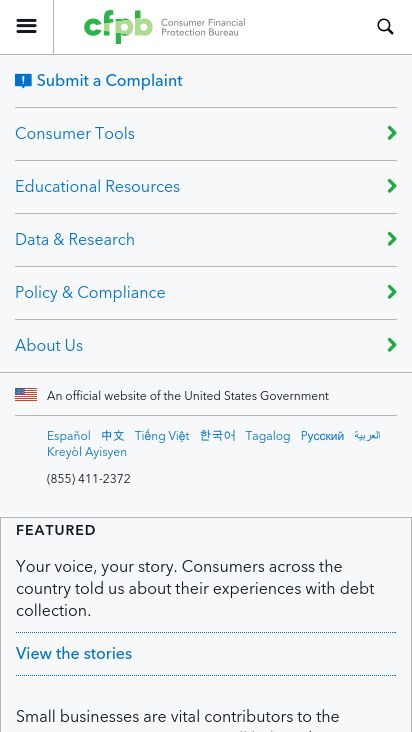 cfpb Consumer Financial
Protection Bureau
Submit a Complaint
Consumer Tools
Educational Resources
Data & Research
Policy & Compliance
About Us
An official website of the United States Government
Español 中文 Tiếng Việt 한국어 Tagalog Русский العربية
Kreyòl Ayisyen
(855) 411-2372
FEATURED
Your voice, your story. Consumers across the
country told us about their experiences with debt
collection.
View the stories
Small businesses are vital contributors to the